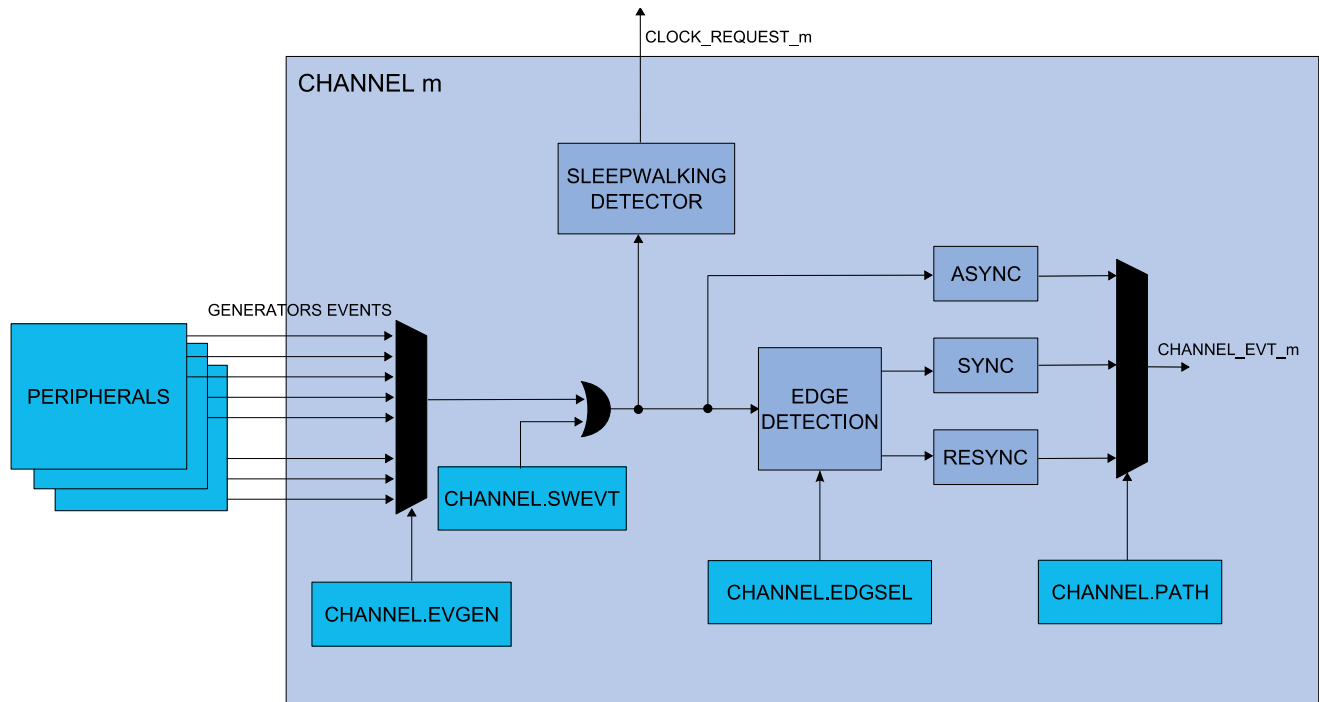 CLOCK_REQUEST_m
CHANNEL m
SLEEPWALKING
DETECTOR
ASYNC
GENERATORS EVENTS
PERIPHERALS
SYNC
CHANNEL_EVT_m
EDGE
DETECTION
RESYNC
CHANNEL.SWEVT
CHANNEL.EVGEN
CHANNEL.EDGSEL
CHANNEL.PATH